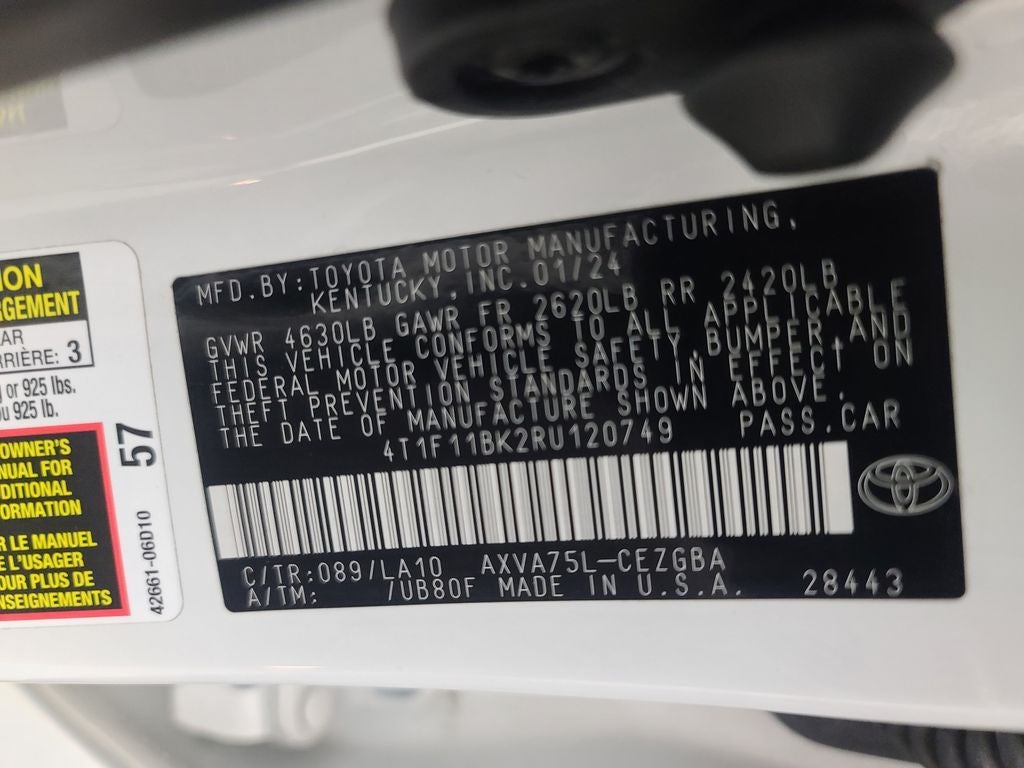 MFD.BY:TOYOTA MOTOR MANUFACTURING,
KENTUCKY,INC.01/24
GVWR 4630LB GAWR FR 2620LB RR 2420LB
THIS VEHICLE CONFORMS TO ALL APPLICABLE
FEDERAL MOTOR VEHICLE SAFETY,BUMPER,AND
THEFT PREVENTION STANDARDS IN EFFECT ON
THE DATE OF MANUFACTURE SHOWN ABOVE.
4T1F11BK2RU120749 PASS.CAR
C/TR:089/LA10 AXVA75L-CEZGBA
A/TM: /UB80F MADE IN U.S.A. 28443
ION
ARGEMENT
AR
RRIÈRE: 3
or 925 lbs.
u 925 lb.
OWNER'S
NUAL FOR
DITIONAL
ORMATION
R LE MANUEL
E L'USAGER
OUR PLUS DE
NSEIGNEMENTS
57
42661-06D10